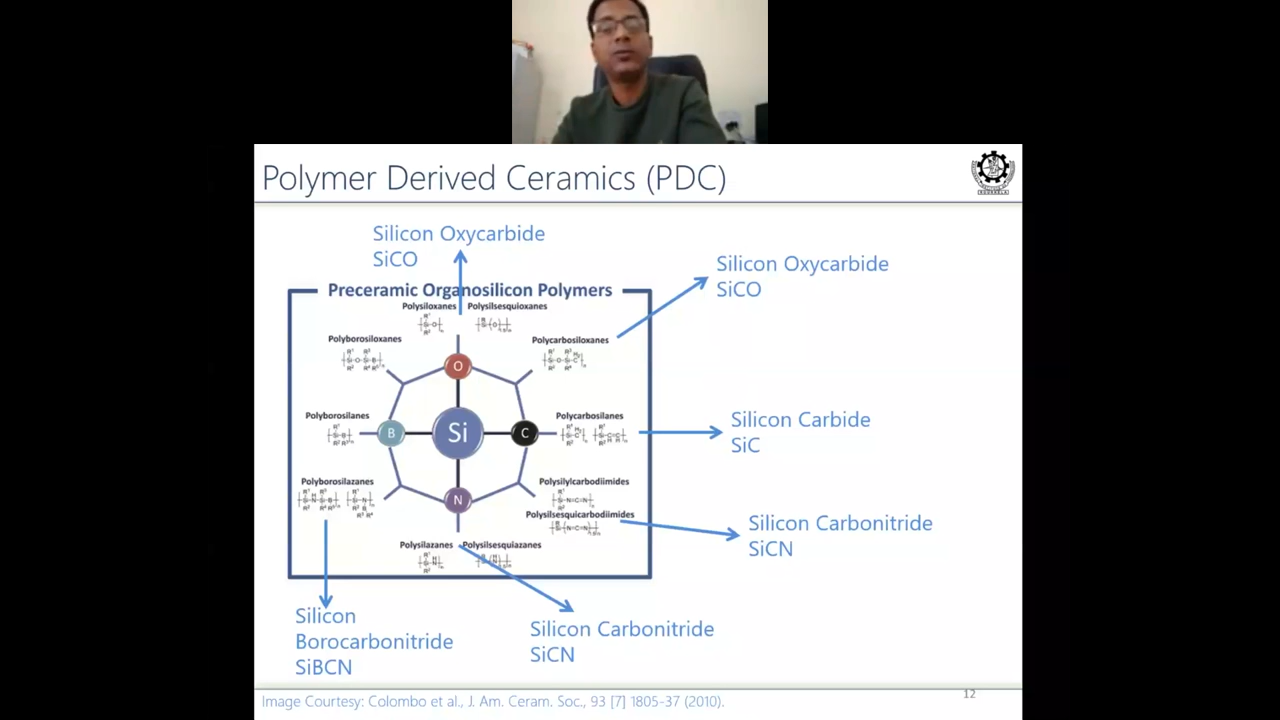 Polymer Derived Ceramics (PDC)
Silicon Oxycarbide
SiCO
Silicon Oxycarbide
SiCO
Preceramic Organosilicon Polymers
Polysiloxanes Polysilsesquioxanes
Polyborosiloxanes
Polycarbosiloxanes
O
Polyborosilanes
Polycarbosilanes
B
Si
C
Silicon Carbide
SiC
Polyborosilazanes
Polysilylcarbodiimides
N
Polysilsesquicarbodiimides
Silicon Carbonitride
SiCN
Polysilazanes Polysilsesquiazanes
Silicon
Borocarbonitride
SiBCN
Silicon Carbonitride
SiCN
Image Courtesy: Colombo et al., J. Am. Ceram. Soc., 93 [7] 1805-37 (2010).
12